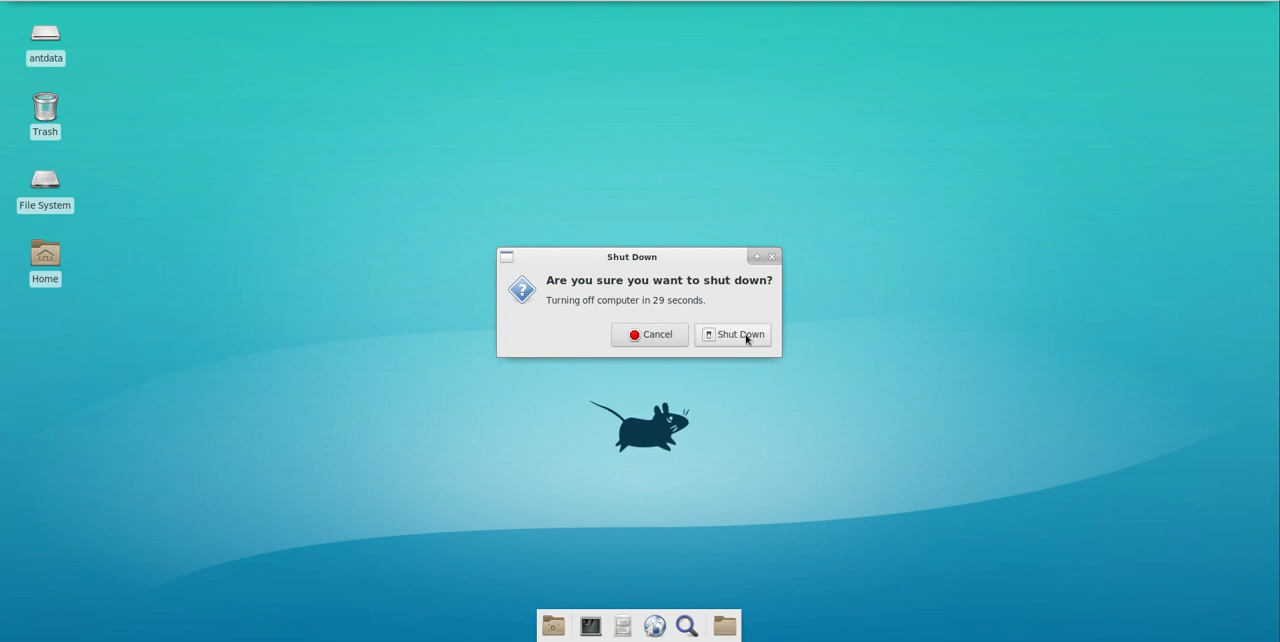 antdata
Trash
File System
Home
Shut Down
Are you sure you want to shut down?
Turning off computer in 29 seconds.
Cancel
Shut Down